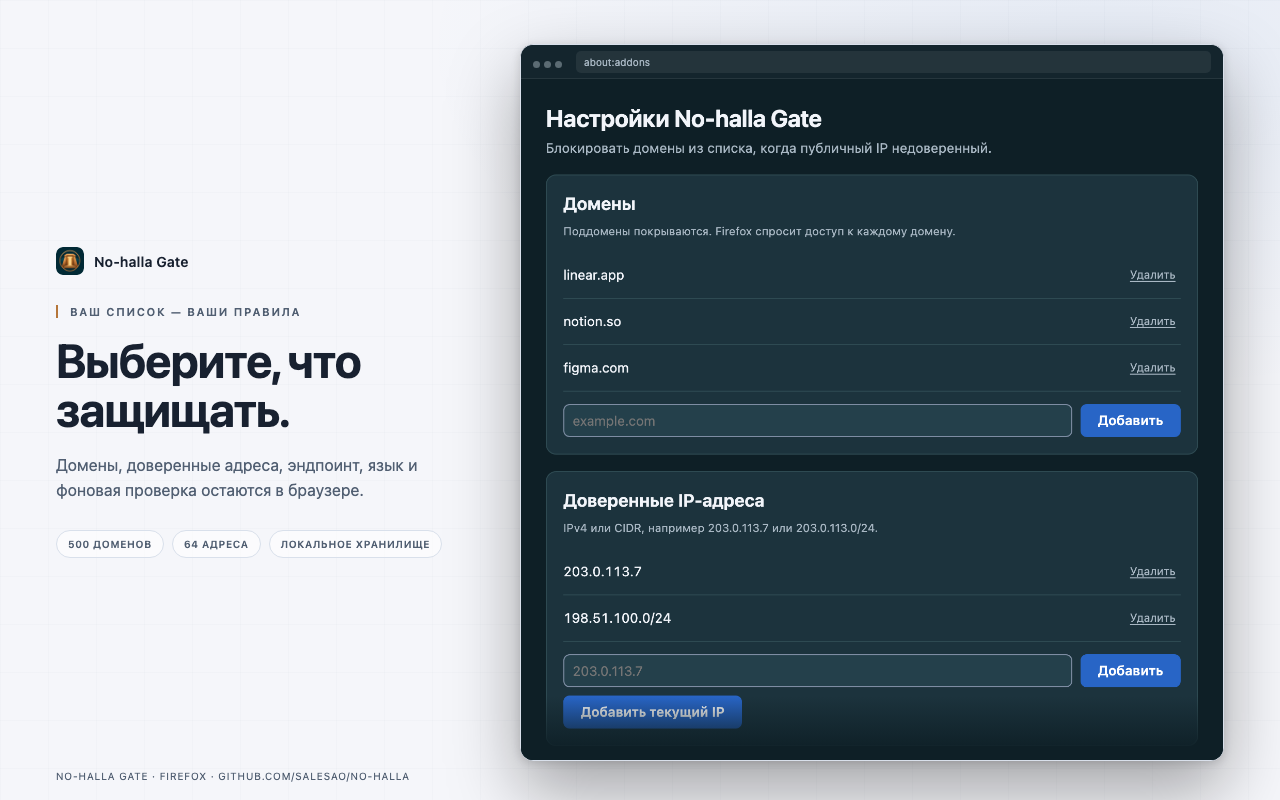 No-halla Gate
ВАШ СПИСОК — ВАШИ ПРАВИЛА
Выберите, что
защищать.
Домены, доверенные адреса, эндпоинт, язык и
фоновая проверка остаются в браузере.
500 ДОМЕНОВ
64 АДРЕСА
ЛОКАЛЬНОЕ ХРАНИЛИЩЕ
NO-HALLA GATE · FIREFOX · GITHUB.COM/SALESAO/NO-HALLA
about:addons
Настройки No-halla Gate
Блокировать домены из списка, когда публичный IP недоверенный.
Домены
Поддомены покрываются. Firefox спросит доступ к каждому домену.
linear.app Удалить
notion.so Удалить
figma.com Удалить
example.com Добавить
Доверенные IP-адреса
IPv4 или CIDR, например 203.0.113.7 или 203.0.113.0/24.
203.0.113.7 Удалить
198.51.100.0/24 Удалить
203.0.113.7 Добавить
Добавить текущий IP